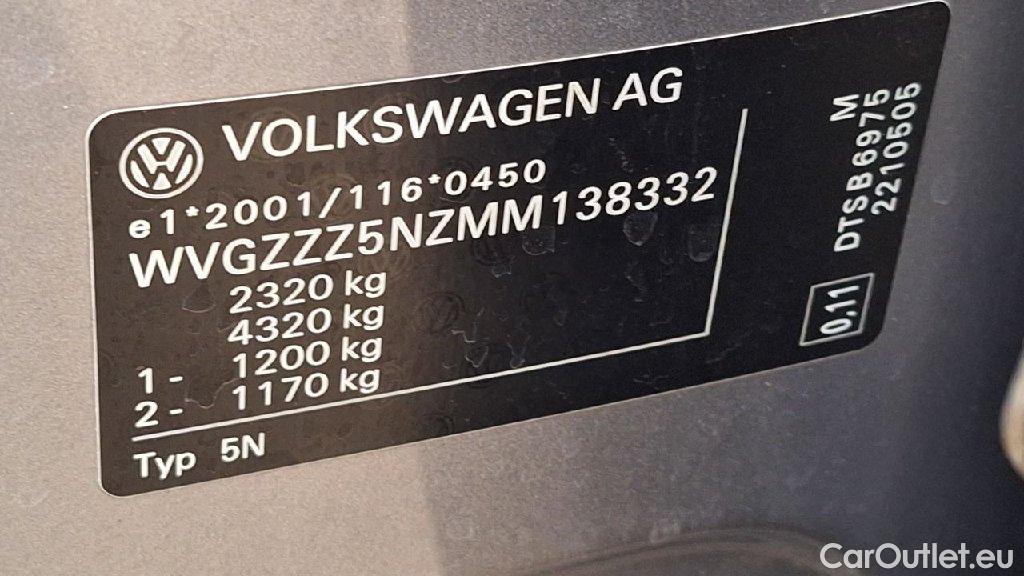 VOLKSWAGEN AG
e1*2001/116*0450
WVGZZZ5NZMM138332
2320 kg
4320 kg
1- 1200 kg
2- 1170 kg
Typ 5N
M
DTSB6975
2210505
0,11
CarOutlet.eu